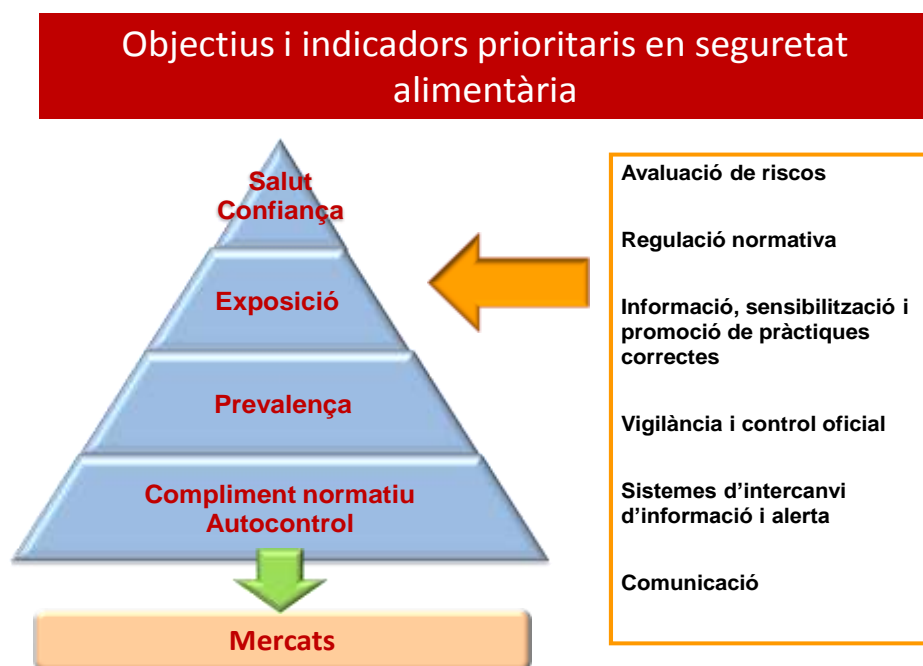 Objectius i indicadors prioritaris en seguretat
alimentària
Salut
Confiança
Exposició
Prevalença
Compliment normatiu
Autocontrol
Mercats
Avaluació de riscos
Regulació normativa
Informació, sensibilització i
promoció de pràctiques
correctes
Vigilància i control oficial
Sistemes d’intercanvi
d’informació i alerta
Comunicació